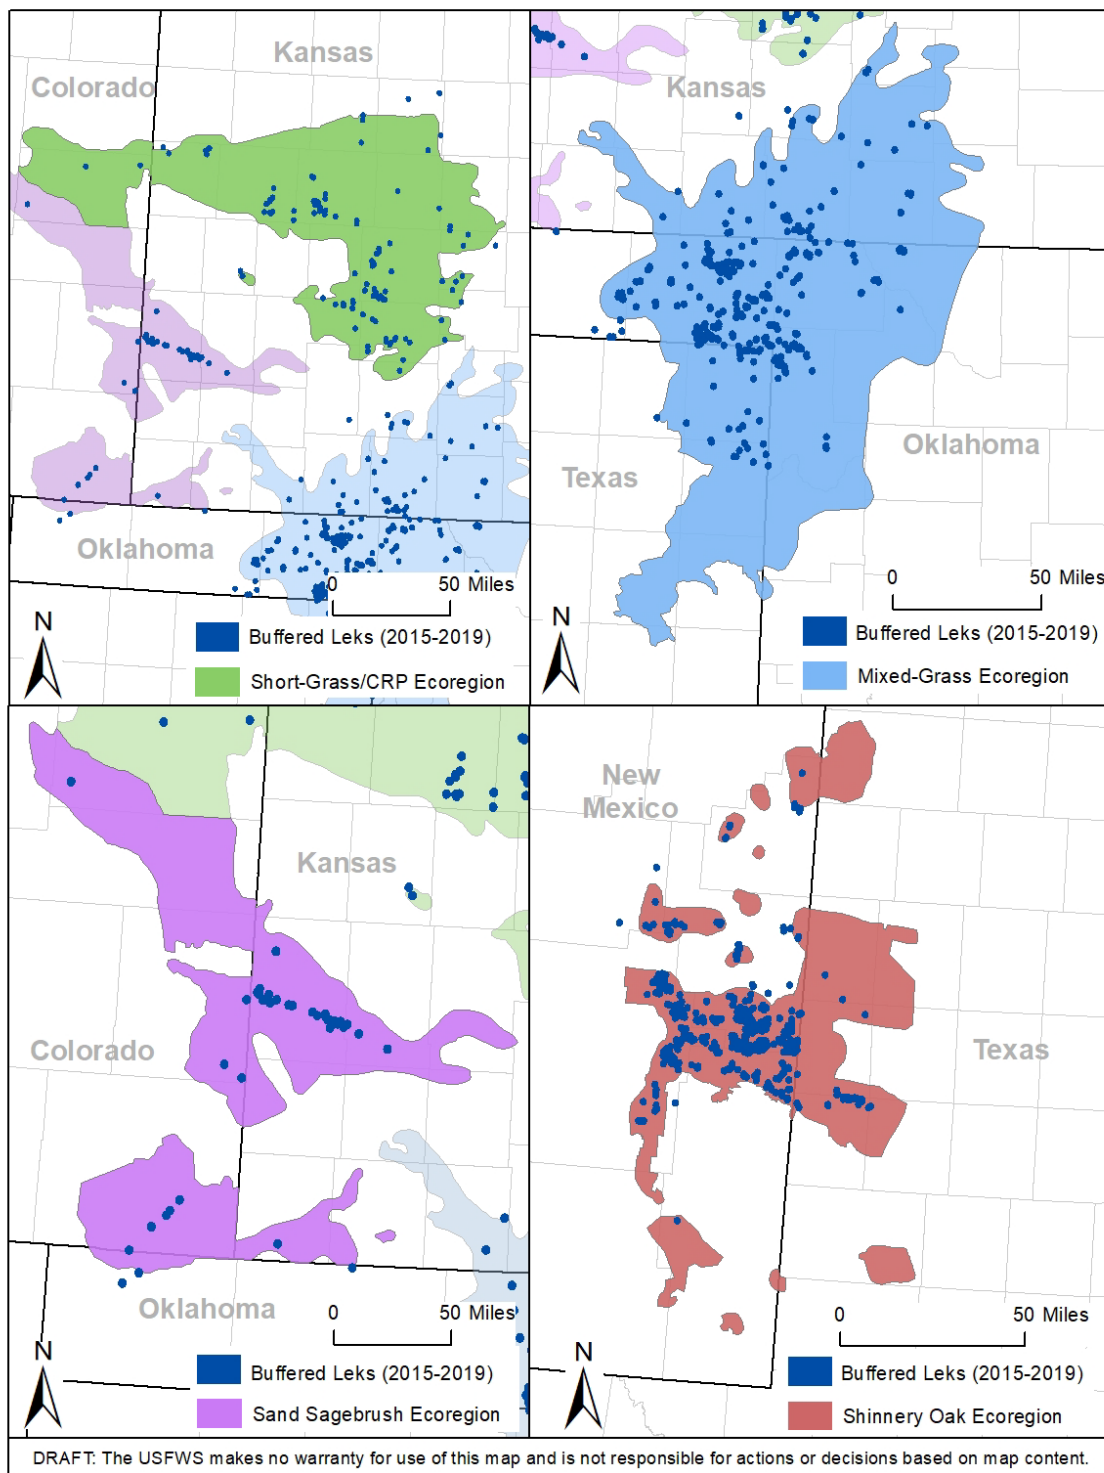 Kansas
Colorado
Oklahoma
0
50 Miles
N
Buffered Leks (2015-2019)
Short-Grass/CRP Ecoregion
Kansas
Texas
Oklahoma
0
50 Miles
N
Buffered Leks (2015-2019)
Mixed-Grass Ecoregion
Kansas
Colorado
Oklahoma
0
50 Miles
N
Buffered Leks (2015-2019)
Sand Sagebrush Ecoregion
New
Mexico
Texas
0
50 Miles
N
Buffered Leks (2015-2019)
Shinnery Oak Ecoregion
DRAFT: The USFWS makes no warranty for use of this map and is not responsible for actions or decisions based on map content.